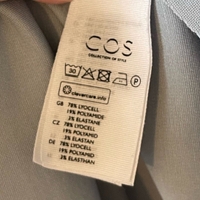 COS
COLLECTION OF STYLE
30
P
clevercare.info
GB 78% LYOCELL
19% POLYAMIDE
3% ELASTANE
CZ 78% LYOCELL
19% POLYAMID
3% ELASTAN
DE 78% LYOCELL
19% POLYAMID
3% ELASTHAN